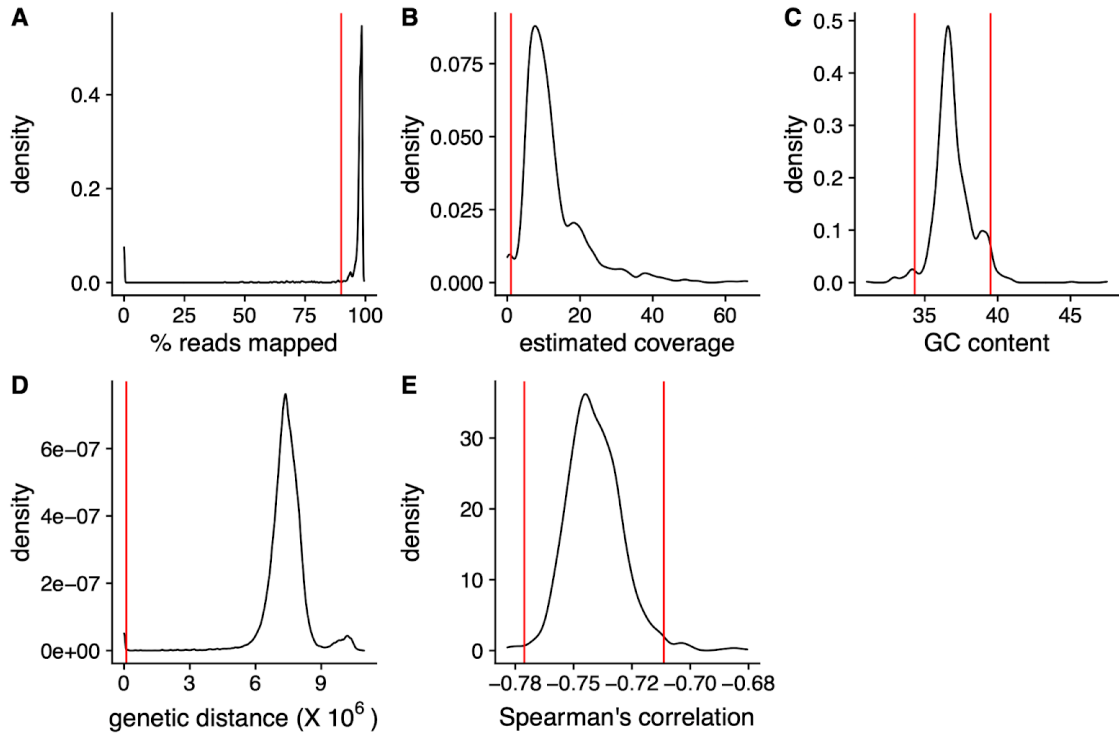 A
density
0.4
0.2
0.0
0 25 50 75 100
% reads mapped
B
density
0.075
0.050
0.025
0.000
0 20 40 60
estimated coverage
C
density
0.5
0.4
0.3
0.2
0.1
0.0
35 40 45
GC content
D
density
6e−07
4e−07
2e−07
0e+00
0 3 6 9
genetic distance (X 10⁶ )
E
density
30
20
10
0
−0.78 −0.75 −0.72 −0.70 −0.68
Spearman's correlation